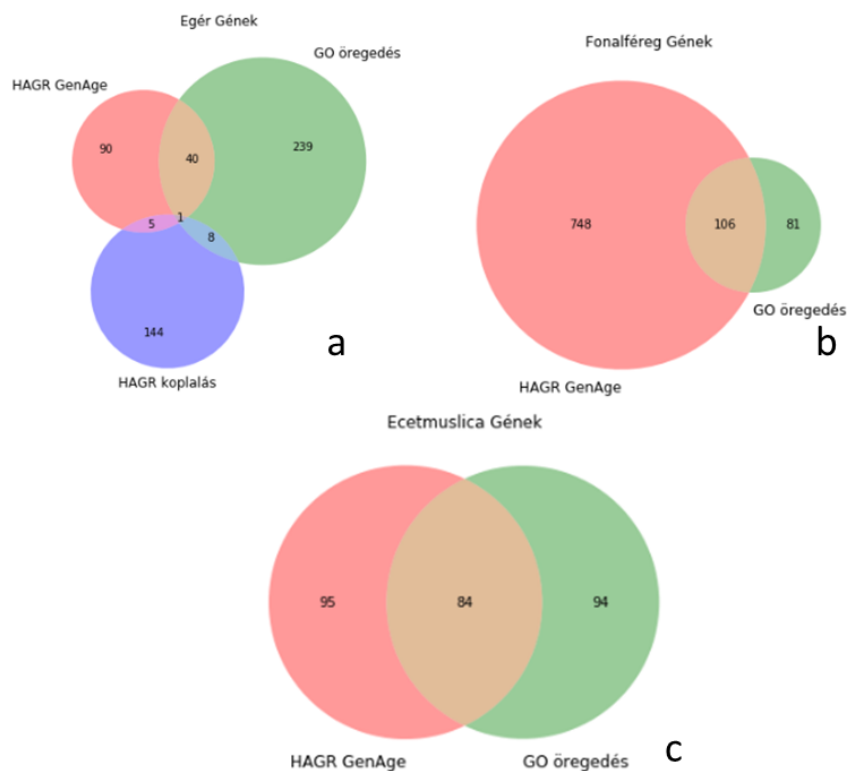 Egér Gének
GO öregedés
HAGR GenAge
90
40
239
5
1
8
144
HAGR koplalás
a
Fonalféreg Gének
748
106
81
GO öregedés
HAGR GenAge
b
Ecetmuslica Gének
95
84
94
HAGR GenAge
GO öregedés
c